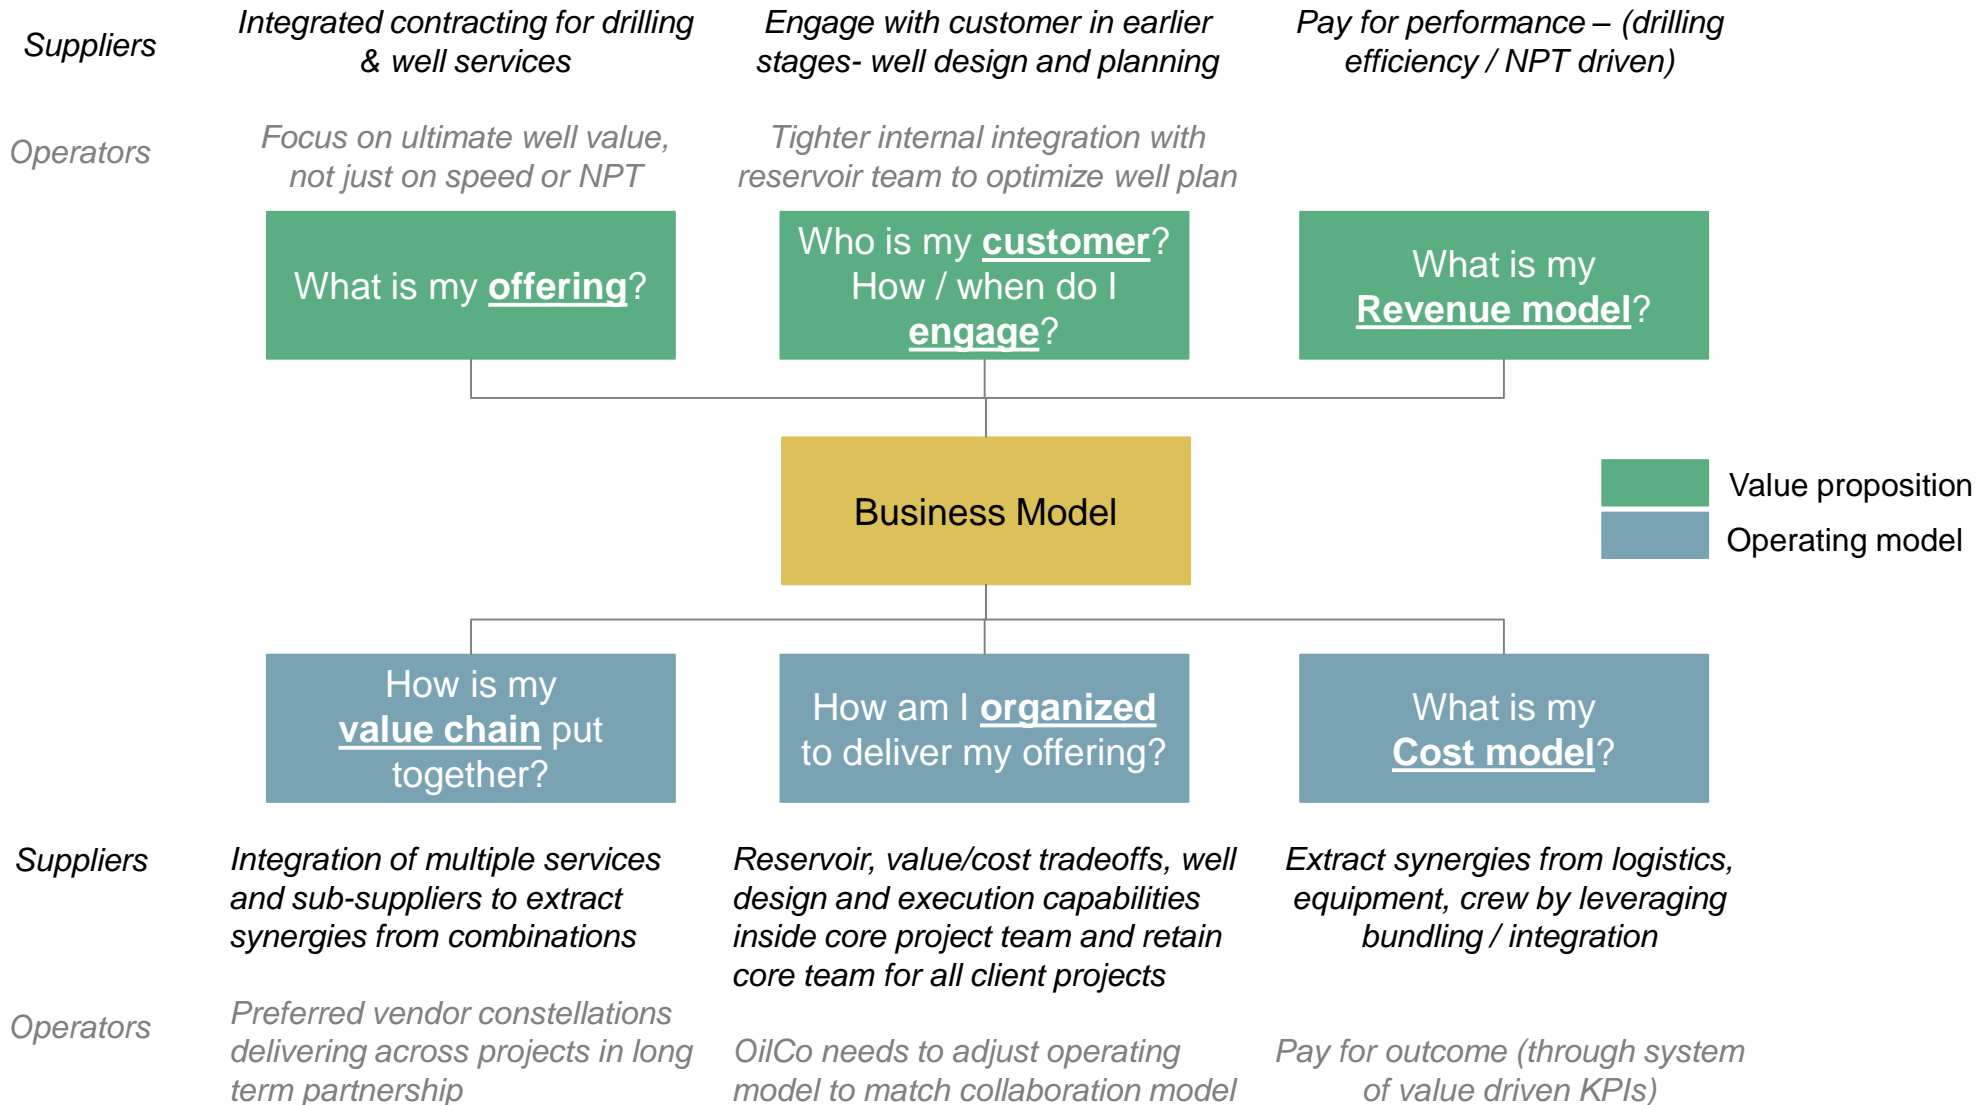 Suppliers
Integrated contracting for drilling
& well services
Engage with customer in earlier
stages- well design and planning
Pay for performance – (drilling
efficiency / NPT driven)
Operators
Focus on ultimate well value,
not just on speed or NPT
Tighter internal integration with
reservoir team to optimize well plan
What is my offering?
Who is my customer?
How / when do I
engage?
What is my
Revenue model?
Business Model
Value proposition
Operating model
How is my
value chain put
together?
How am I organized
to deliver my offering?
What is my
Cost model?
Suppliers
Integration of multiple services
and sub-suppliers to extract
synergies from combinations
Reservoir, value/cost tradeoffs, well
design and execution capabilities
inside core project team and retain
core team for all client projects
Extract synergies from logistics,
equipment, crew by leveraging
bundling / integration
Operators
Preferred vendor constellations
delivering across projects in long
term partnership
OilCo needs to adjust operating
model to match collaboration model
Pay for outcome (through system
of value driven KPIs)